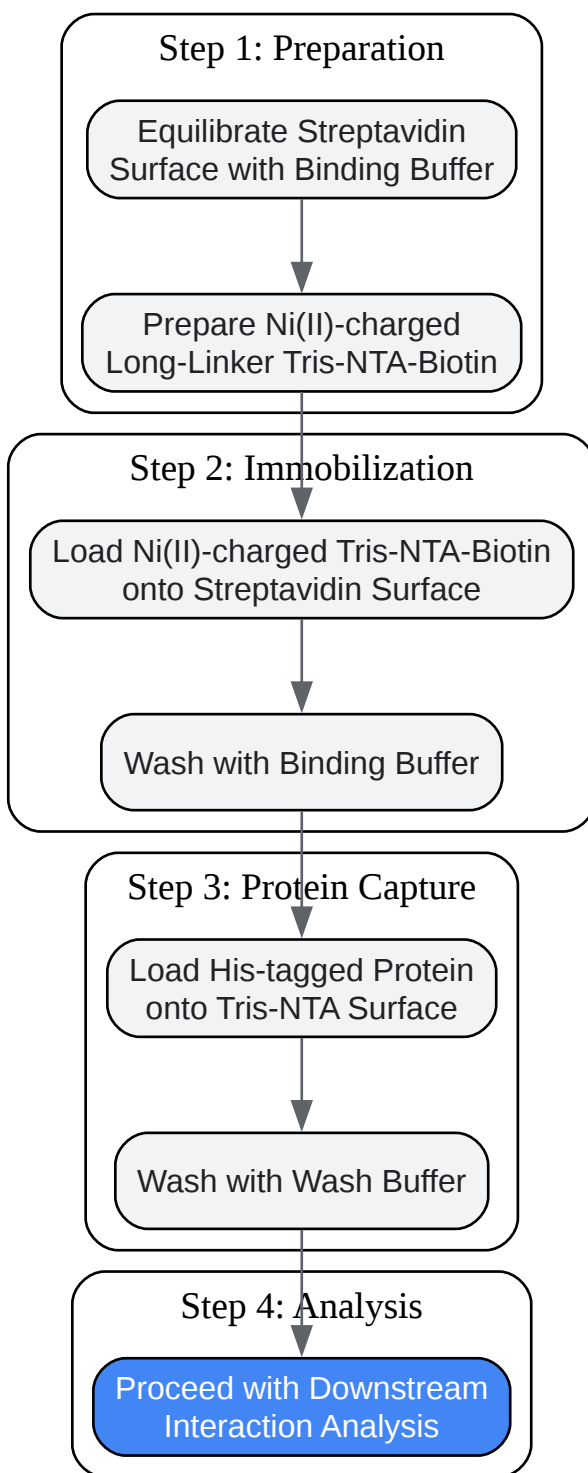 Step 1: Preparation
Equilibrate Streptavidin
Surface with Binding Buffer
Prepare Ni(II)-charged
Long-Linker Tris-NTA-Biotin
Step 2: Immobilization
Load Ni(II)-charged Tris-NTA-Biotin
onto Streptavidin Surface
Wash with Binding Buffer
Step 3: Protein Capture
Load His-tagged Protein
onto Tris-NTA Surface
Wash with Wash Buffer
Step 4: Analysis
Proceed with Downstream
Interaction Analysis